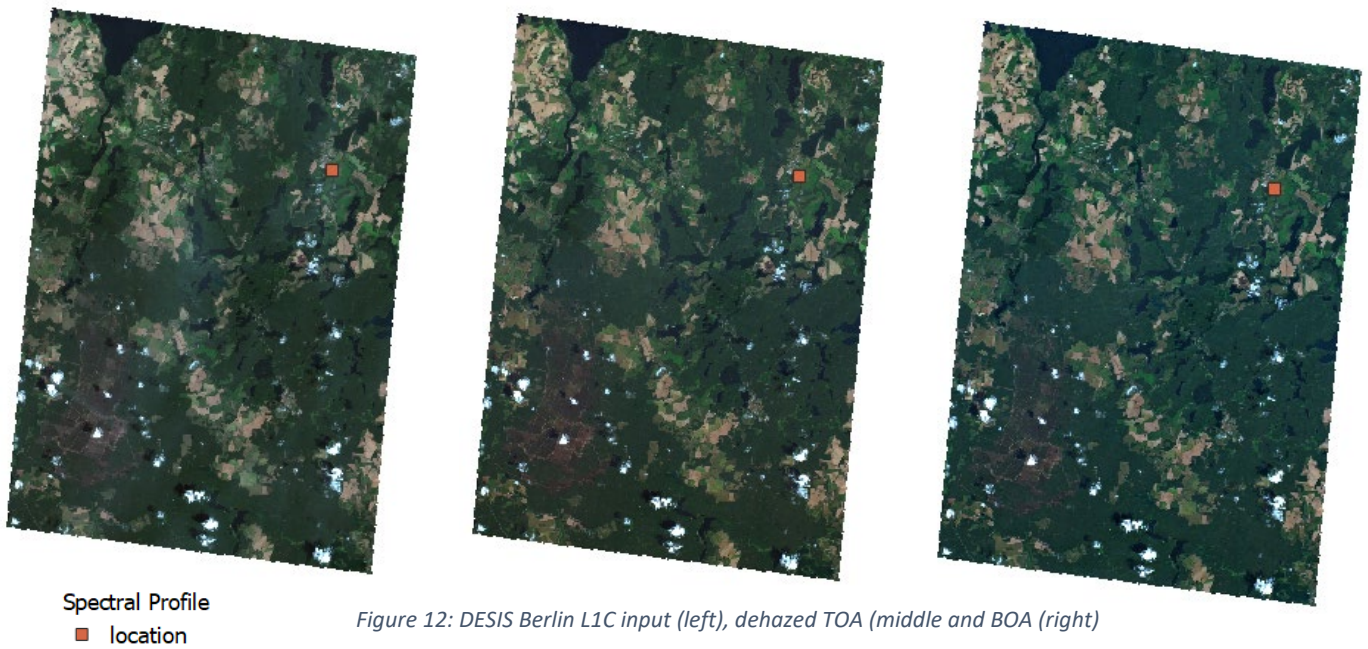 Spectral Profile
location
Figure 12: DESIS Berlin L1C input (left), dehazed TOA (middle and BOA (right)